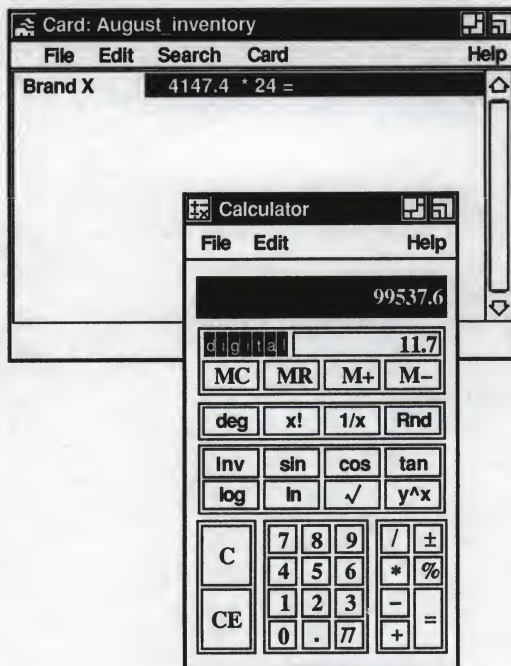 Card: August_inventory
File Edit Search Card Help
Brand X 4147.4 * 24 =
Calculator
File Edit Help
99537.6
digital 11.7
MC MR M+ M–
deg x! 1/x Rnd
Inv sin cos tan
log ln √ y^x
C 7 8 9 / ±
4 5 6 * %
CE 1 2 3 – =
0 . π +